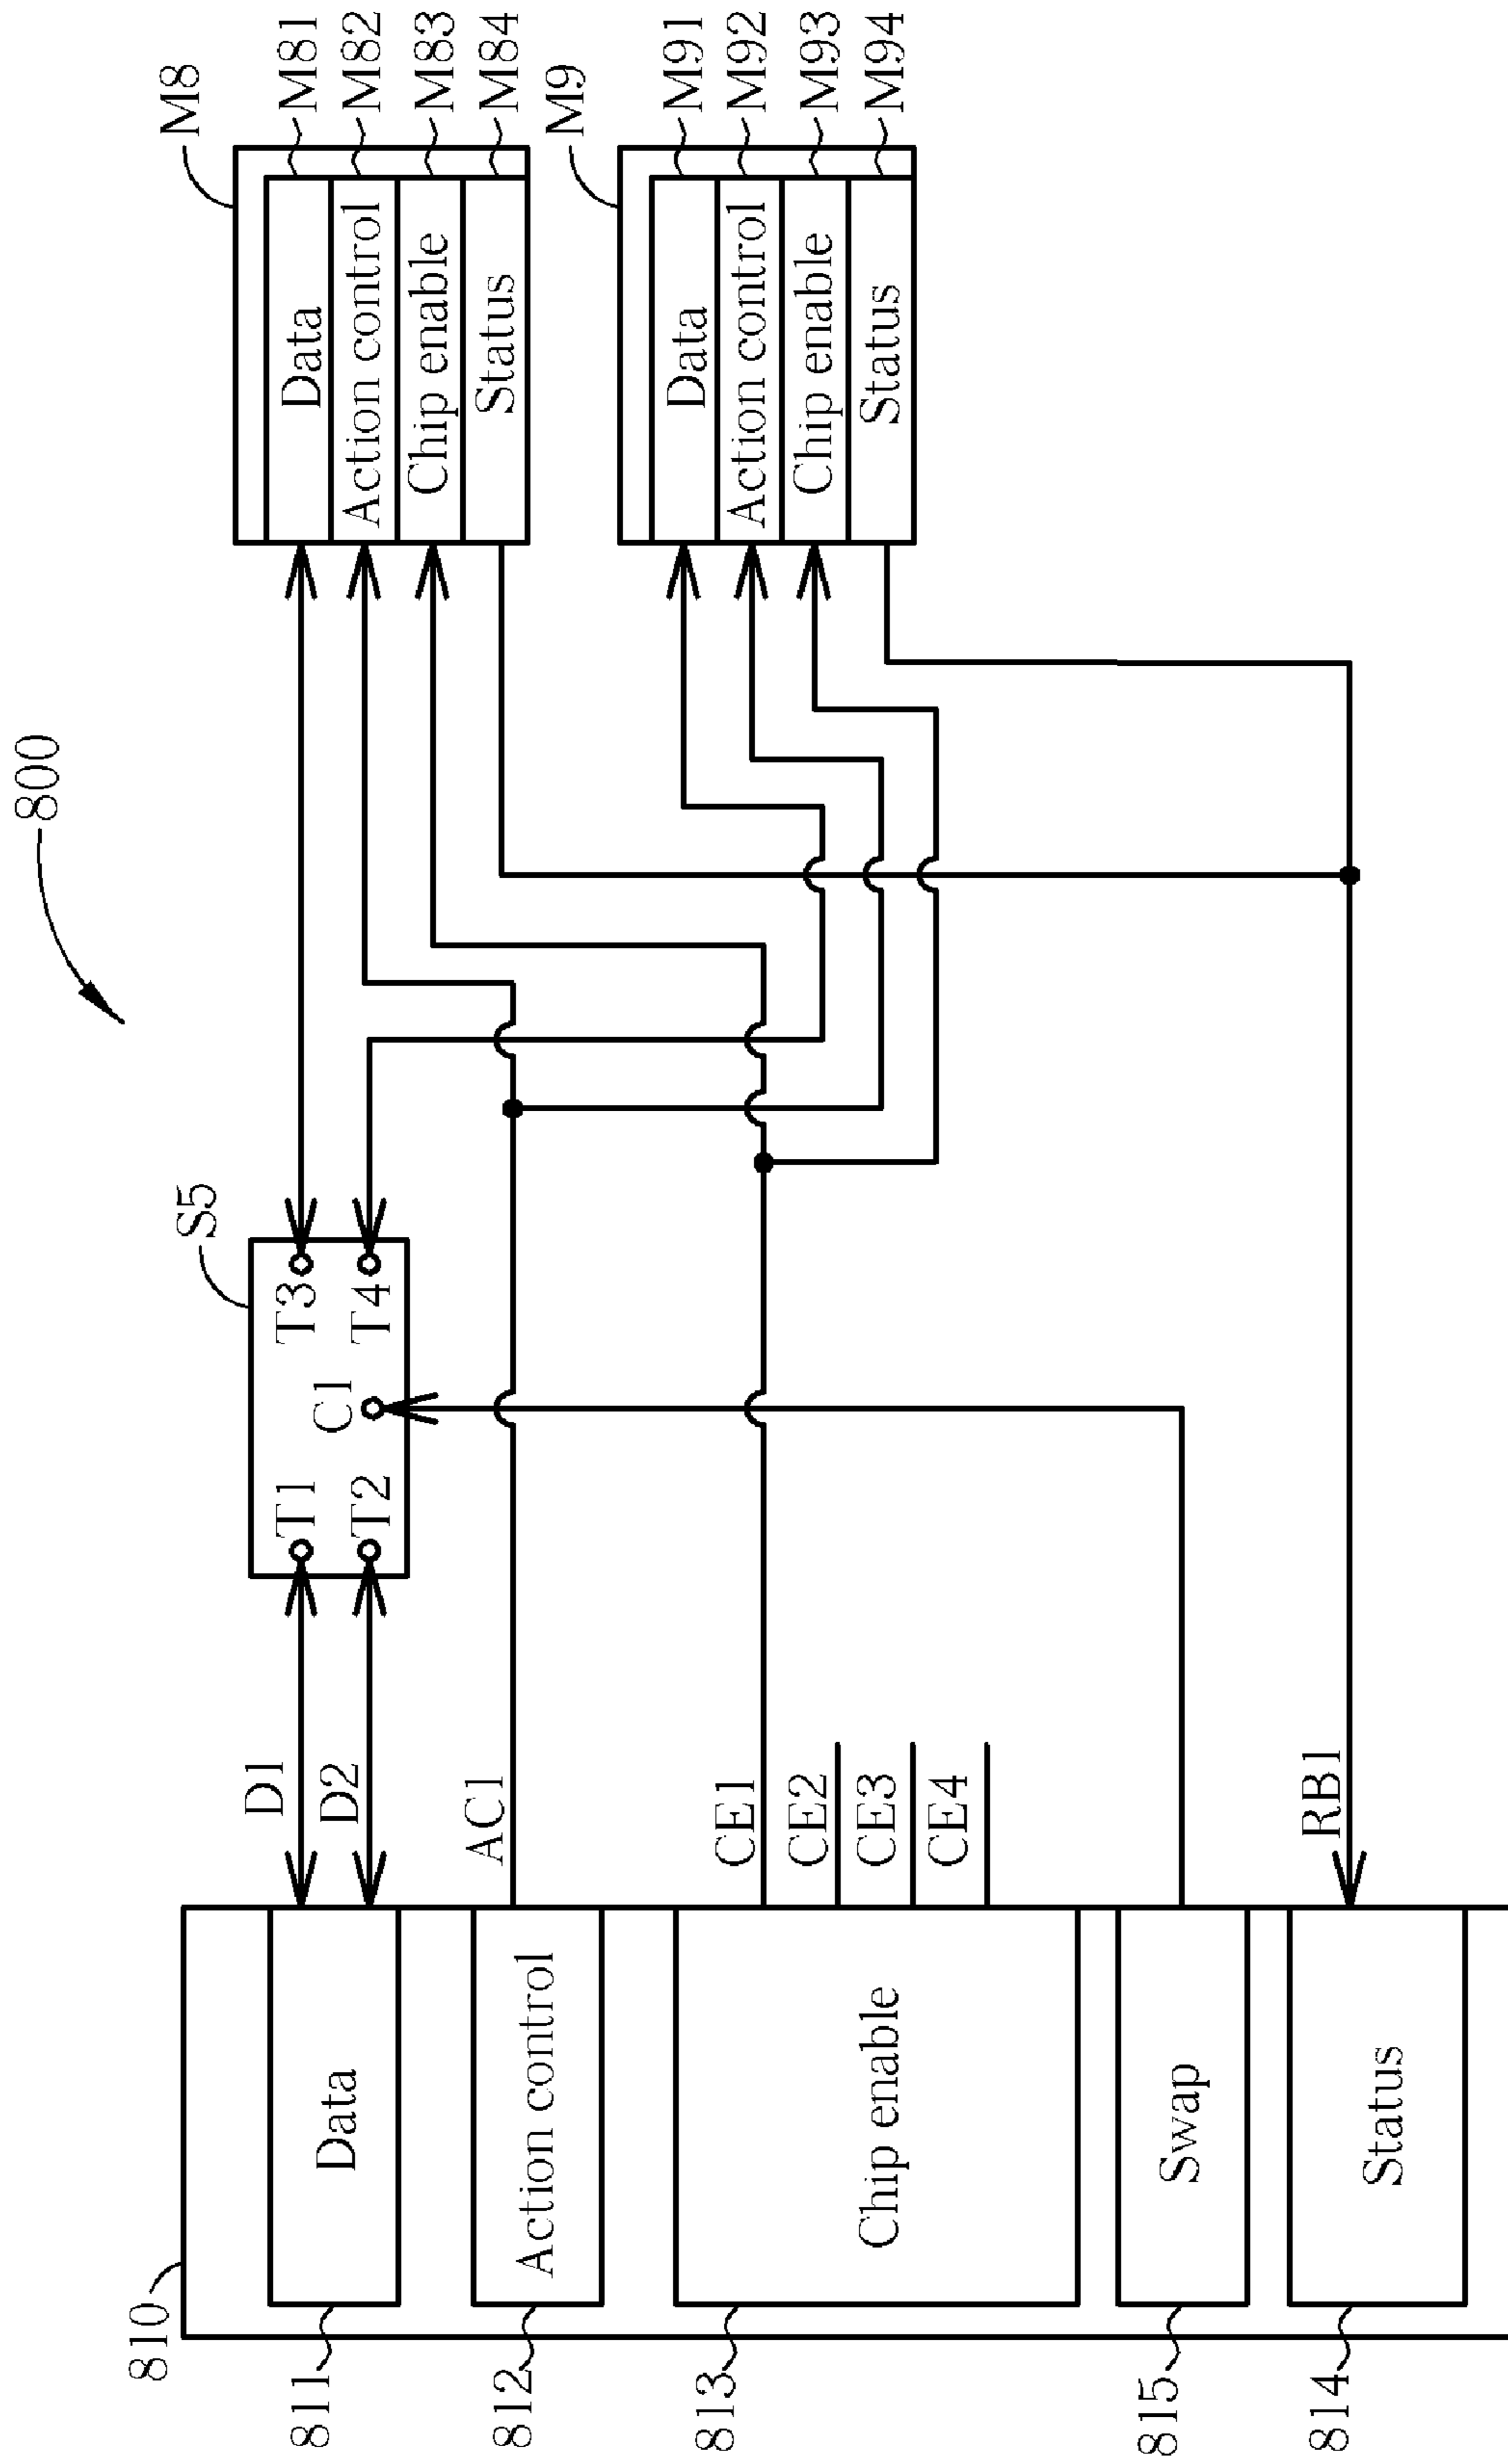 800
810
811
Data
812
Action control
813
Chip enable
815
Swap
814
Status
D1
D2
AC1
CE1
CE2
CE3
CE4
RB1
S5
T1
T2
C1
T3
T4
M8
Data
Action control
Chip enable
Status
M81
M82
M83
M84
M9
Data
Action control
Chip enable
Status
M91
M92
M93
M94